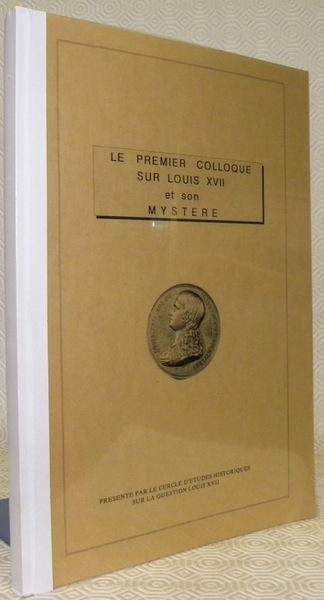 LE PREMIER COLLOQUE
SUR LOUIS XVII
et son
MYSTERE
PRESENTE PAR LE CERCLE D'ETUDES HISTORIQUES
SUR LA QUESTION LOUIS XVII